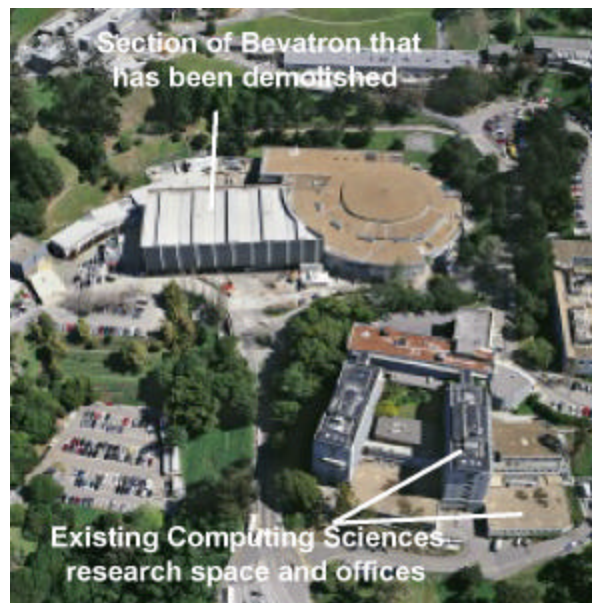 Section of Bevatron that
has been demolished
Existing Computing Sciences
research space and offices